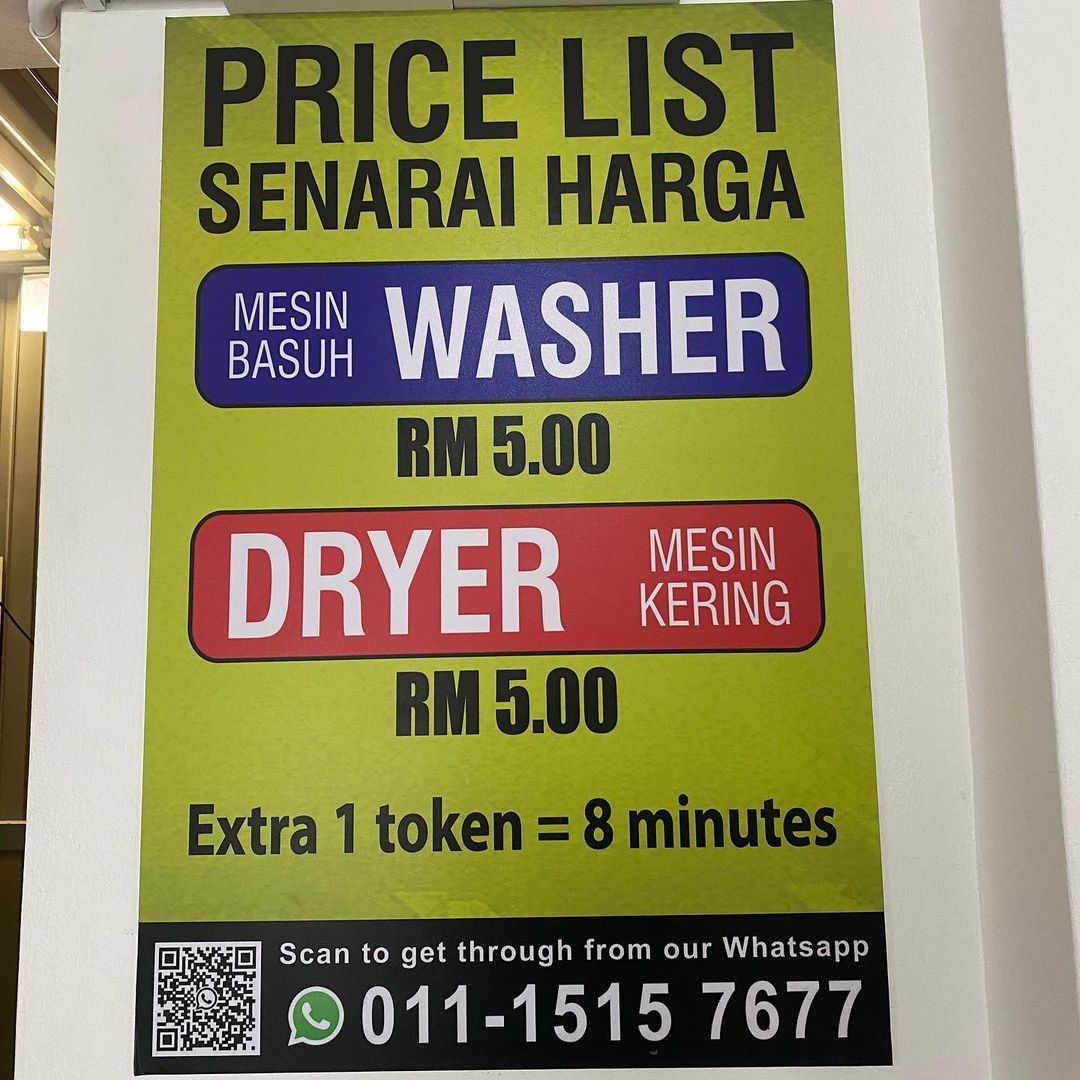 PRICE LIST
SENARAI HARGA
MESIN
BASUH
WASHER
RM 5.00
DRYER
MESIN
KERING
RM 5.00
Extra 1 token = 8 minutes
Scan to get through from our Whatsapp
011-1515 7677